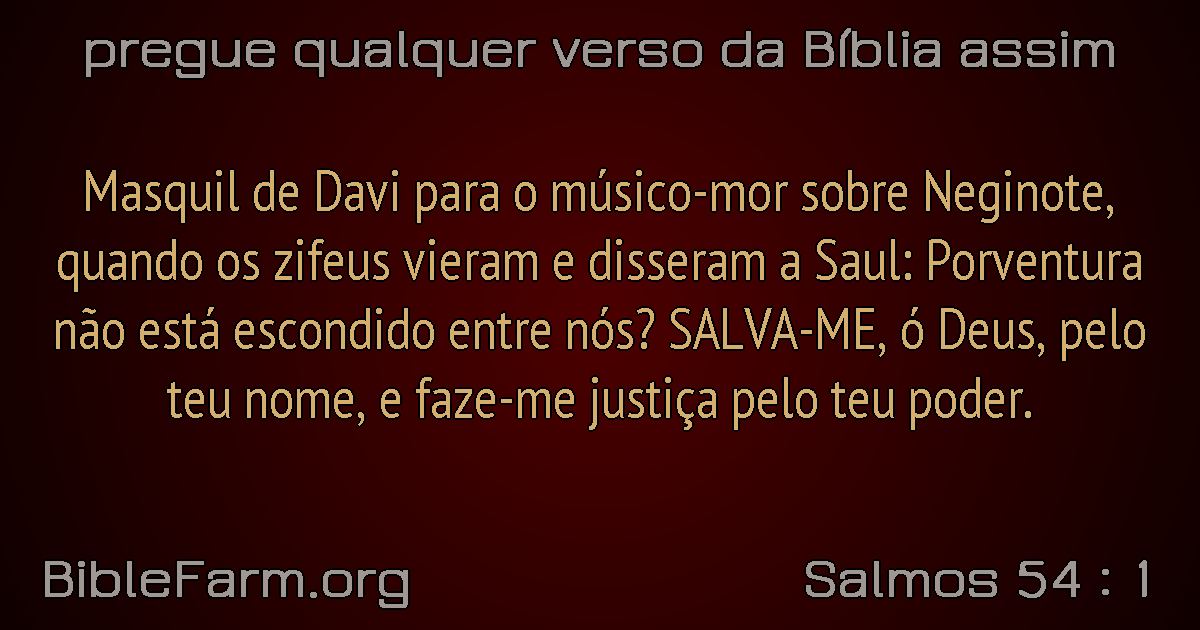 pregue qualquer verso da Bíblia assim
Masquil de Davi para o músico-mor sobre Neginote,
quando os zifeus vieram e disseram a Saul: Porventura
não está escondido entre nós? SALVA-ME, ó Deus, pelo
teu nome, e faze-me justiça pelo teu poder.
BibleFarm.org
Salmos 54 : 1